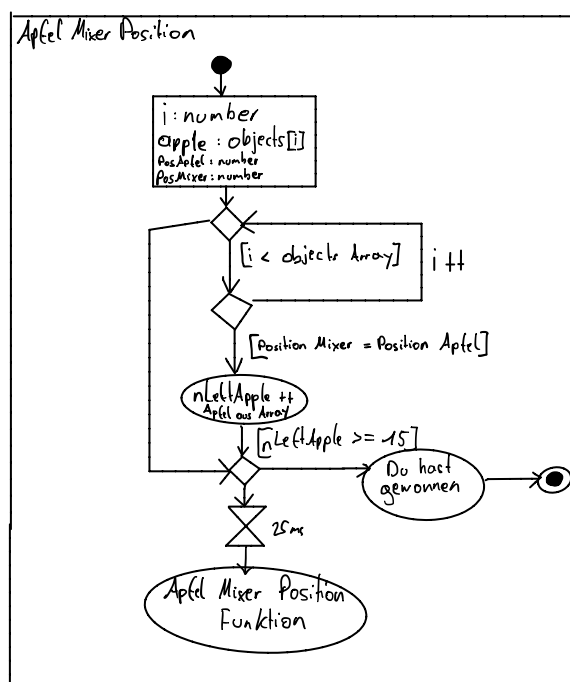 Apfel Mixer Position
i : number
apple : objects[i]
PosApfel : number
PosMixer : number
[i < objects Array]
i ++
[Position Mixer = Position Apfel]
nLeftApple ++
Apfel aus Array
[nLeftApple >= 15]
Du hast
gewonnen
25ms
Apfel Mixer Position
Funktion